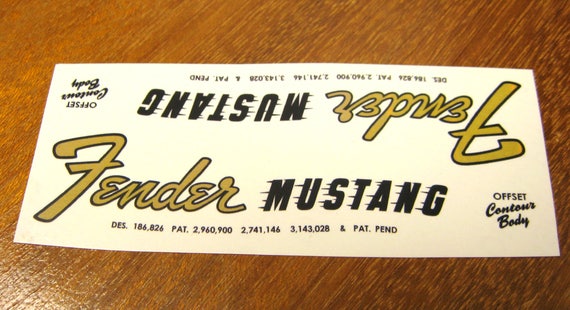 Fender MUSTANG
DES. 186,826 PAT. 2,960,900 2,741,146 3,143,028 & PAT. PEND
OFFSET
Contour
Body
Fender MUSTANG
DES. 186,826 PAT. 2,960,900 2,741,146 3,143,028 & PAT. PEND
OFFSET
Contour
Body